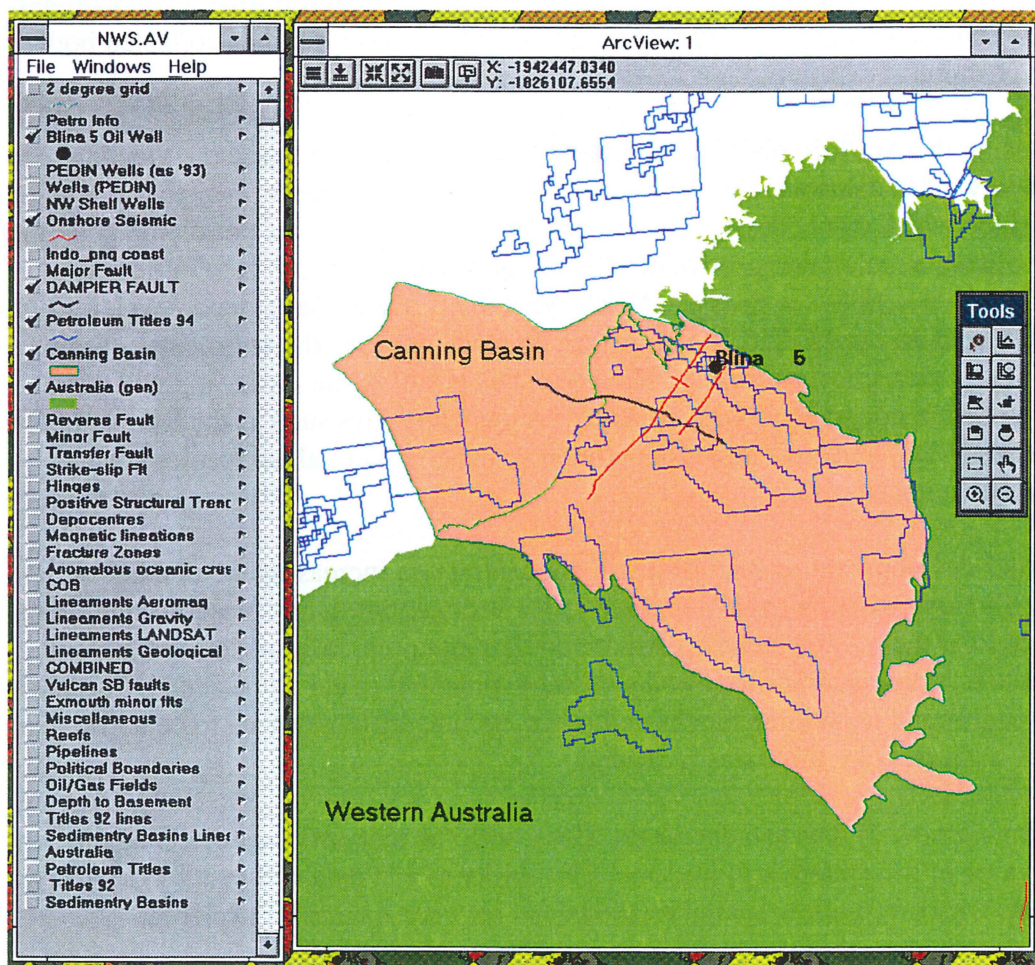 NWS.AV
File Windows Help
2 degree grid
Petro Info
Blina 5 Oil Well
PEDIN Wells (as '93)
Wells (PEDIN)
NW Shelf Wells
Onshore Seismic
Indo_pnq coast
Major Fault
DAMPIER FAULT
Petroleum Titles 94
Canning Basin
Australia (gen)
Reverse Fault
Minor Fault
Transfer Fault
Strike-slip Flt
Hinqes
Positive Structural Trenc
Depocentres
Maqnetic lineations
Fracture Zones
Anomalous oceanic crus
COB
Lineaments Aeromaq
Lineaments Gravity
Lineaments LANDSAT
Lineaments Geoloqical
COMBINED
Vulcan SB faults
Exmouth minor flts
Miscellaneous
Reefs
Pipelines
Political Boundaries
Oil/Gas Fields
Depth to Basement
Titles 92 lines
Sedimentry Basins Lines
Australia
Petroleum Titles
Titles 92
Sedimentry Basins
ArcView: 1
X: -1942447.0340
Y: -1826107.6554
Canning Basin
Blina 5
Western Australia
Tools